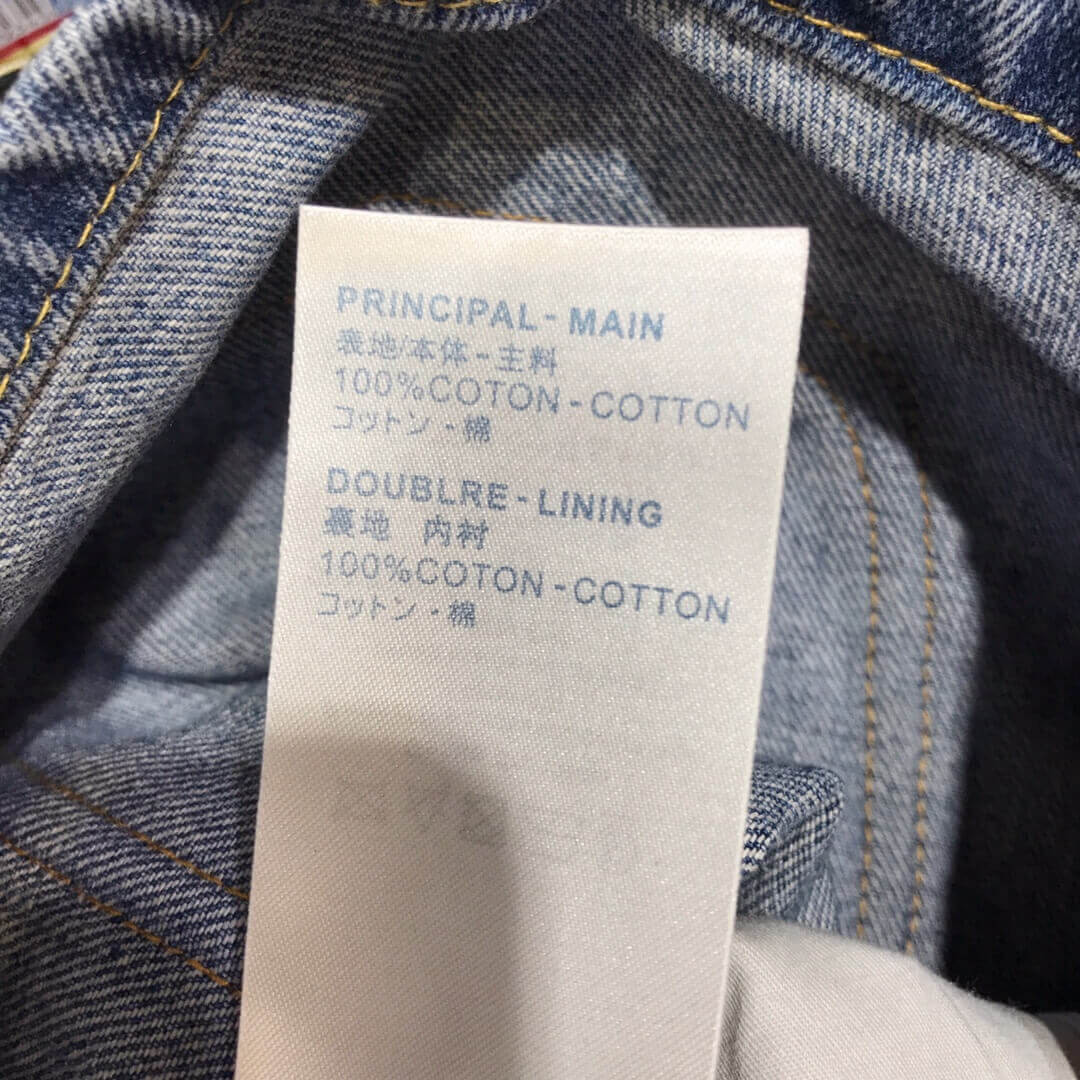 PRINCIPAL - MAIN
表地/本体 - 主料
100%COTON - COTTON
コットン - 棉
DOUBLRE - LINING
裏地　内衬
100%COTON - COTTON
コットン - 棉